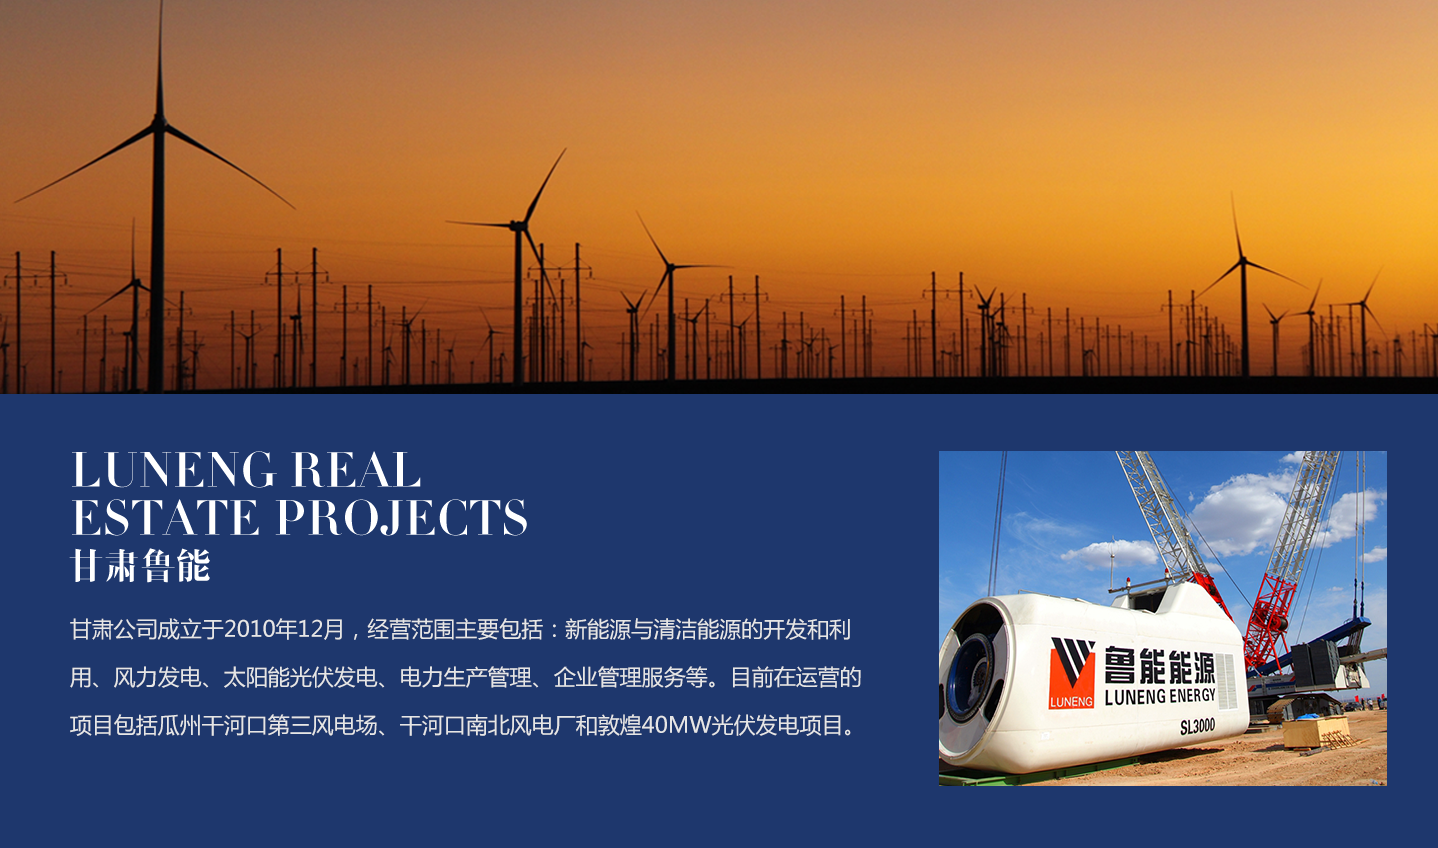 LUNENG REAL
ESTATE PROJECTS
甘肃鲁能
甘肃公司成立于2010年12月，经营范围主要包括：新能源与清洁能源的开发和利
用、风力发电、太阳能光伏发电、电力生产管理、企业管理服务等。目前在运营的
项目包括瓜州干河口第三风电场、干河口南北风电厂和敦煌40MW光伏发电项目。
LUNENG
鲁能能源
LUNENG ENERGY
SL3000